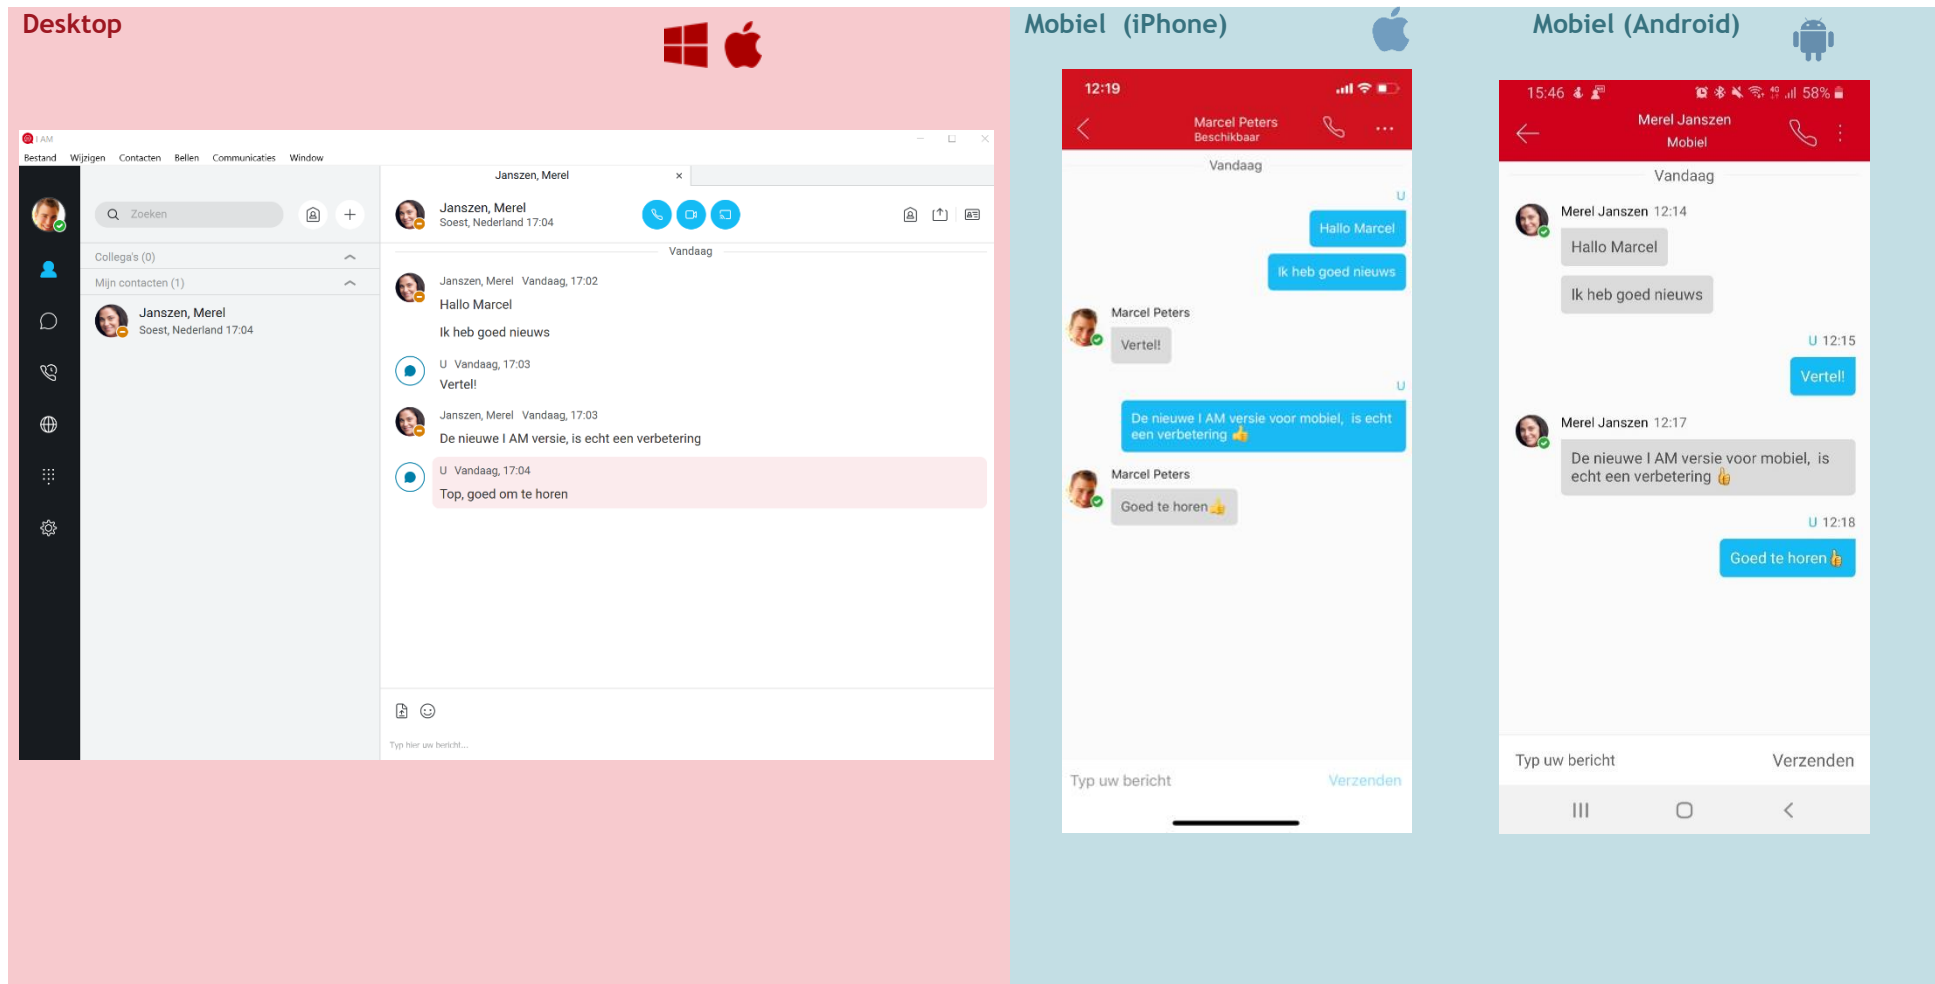 Desktop
I AM
Bestand Wijzigen Contacten Bellen Communicaties Window
Zoeken
Collega's (0)
Mijn contacten (1)
Janszen, Merel
Soest, Nederland 17:04
Janszen, Merel x
Janszen, Merel
Soest, Nederland 17:04
Vandaag
Janszen, Merel Vandaag, 17:02
Hallo Marcel
Ik heb goed nieuws
U Vandaag, 17:03
Vertel!
Janszen, Merel Vandaag, 17:03
De nieuwe I AM versie, is echt een verbetering
U Vandaag, 17:04
Top, goed om te horen
Typ hier uw bericht...
Mobiel (iPhone)
12:19
Marcel Peters
Beschikbaar
Vandaag
U
Hallo Marcel
Ik heb goed nieuws
Marcel Peters
Vertel!
U
De nieuwe I AM versie voor mobiel, is echt
een verbetering 👍
Marcel Peters
Goed te horen👍
Typ uw bericht Verzenden
Mobiel (Android)
15:46 58%
Merel Janszen
Mobiel
Vandaag
Merel Janszen 12:14
Hallo Marcel
Ik heb goed nieuws
U 12:15
Vertel!
Merel Janszen 12:17
De nieuwe I AM versie voor mobiel, is
echt een verbetering 👍
U 12:18
Goed te horen👍
Typ uw bericht Verzenden